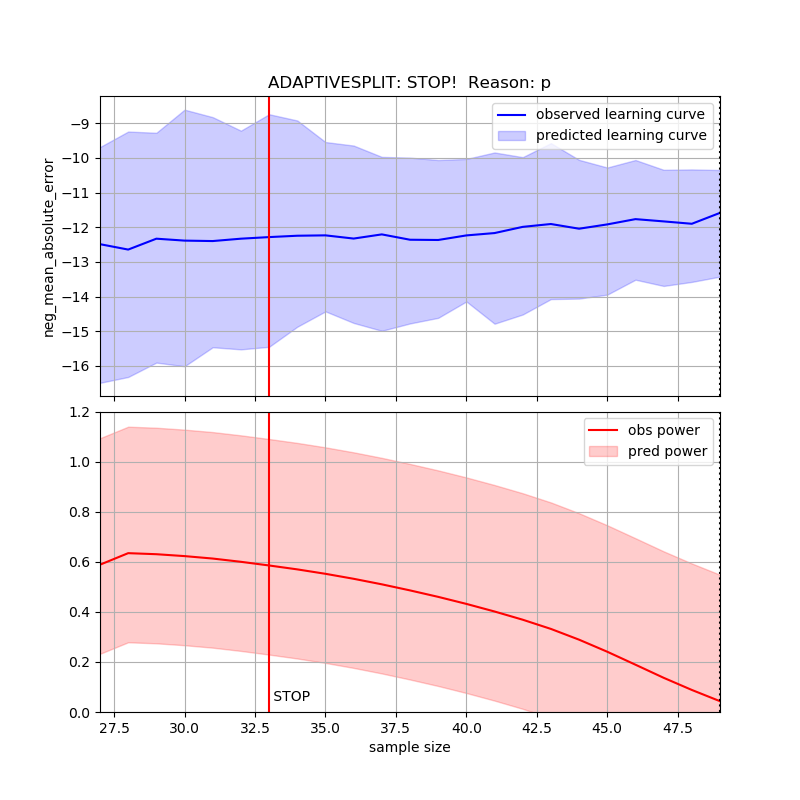 ADAPTIVESPLIT: STOP!  Reason: p
observed learning curve
predicted learning curve
neg_mean_absolute_error
−9
−10
−11
−12
−13
−14
−15
−16
obs power
pred power
1.2
1.0
0.8
0.6
0.4
0.2
0.0
STOP
27.5 30.0 32.5 35.0 37.5 40.0 42.5 45.0 47.5
sample size